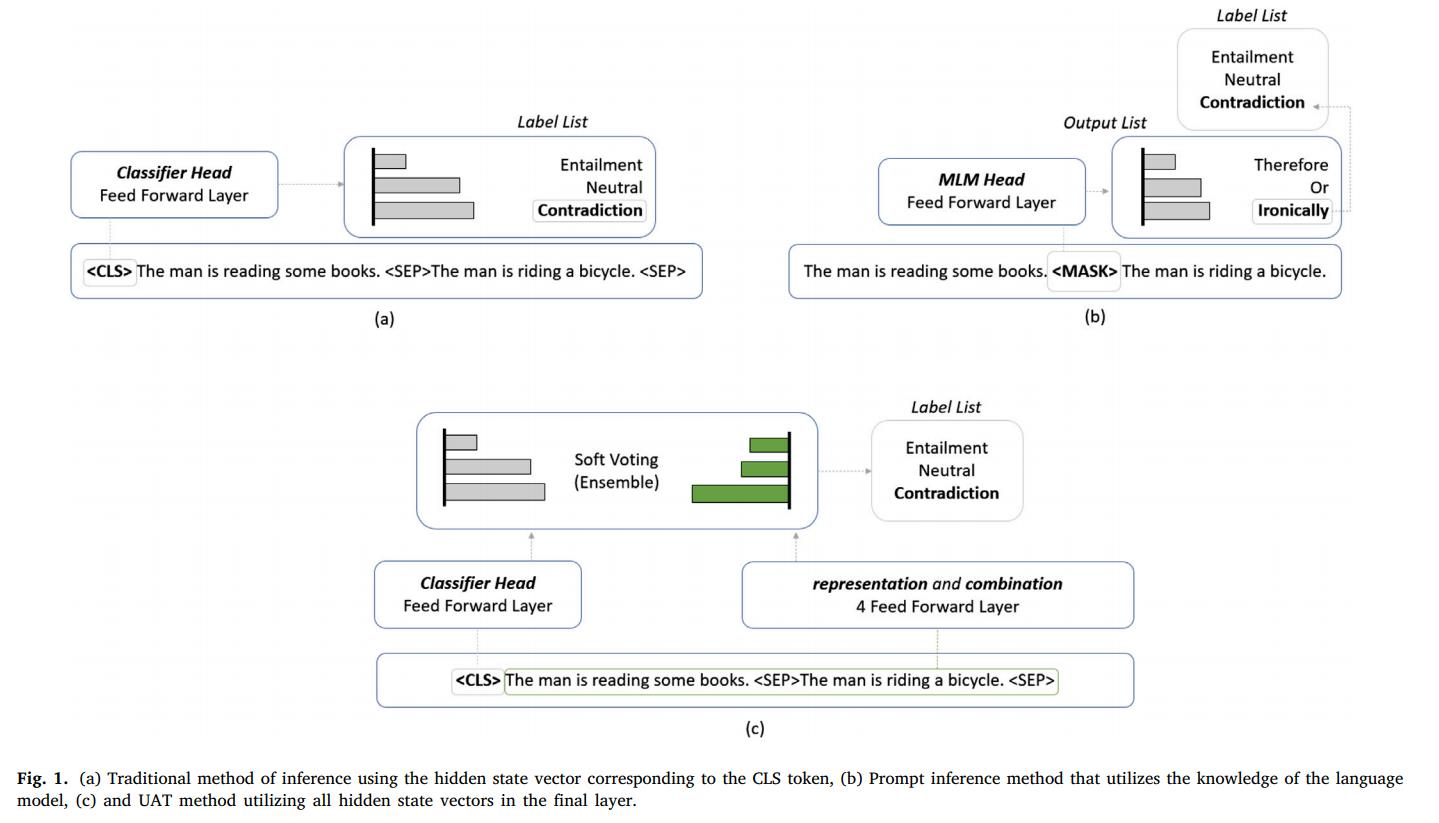 Label List
Classifier Head
Feed Forward Layer
Entailment
Neutral
Contradiction
<CLS> The man is reading some books. <SEP>The man is riding a bicycle. <SEP>
(a)
Label List
Entailment
Neutral
Contradiction
Output List
MLM Head
Feed Forward Layer
Therefore
Or
Ironically
The man is reading some books. <MASK> The man is riding a bicycle.
(b)
Soft Voting
(Ensemble)
Label List
Entailment
Neutral
Contradiction
Classifier Head
Feed Forward Layer
representation and combination
4 Feed Forward Layer
<CLS> The man is reading some books. <SEP>The man is riding a bicycle. <SEP>
(c)
Fig. 1. (a) Traditional method of inference using the hidden state vector corresponding to the CLS token, (b) Prompt inference method that utilizes the knowledge of the language
model, (c) and UAT method utilizing all hidden state vectors in the final layer.